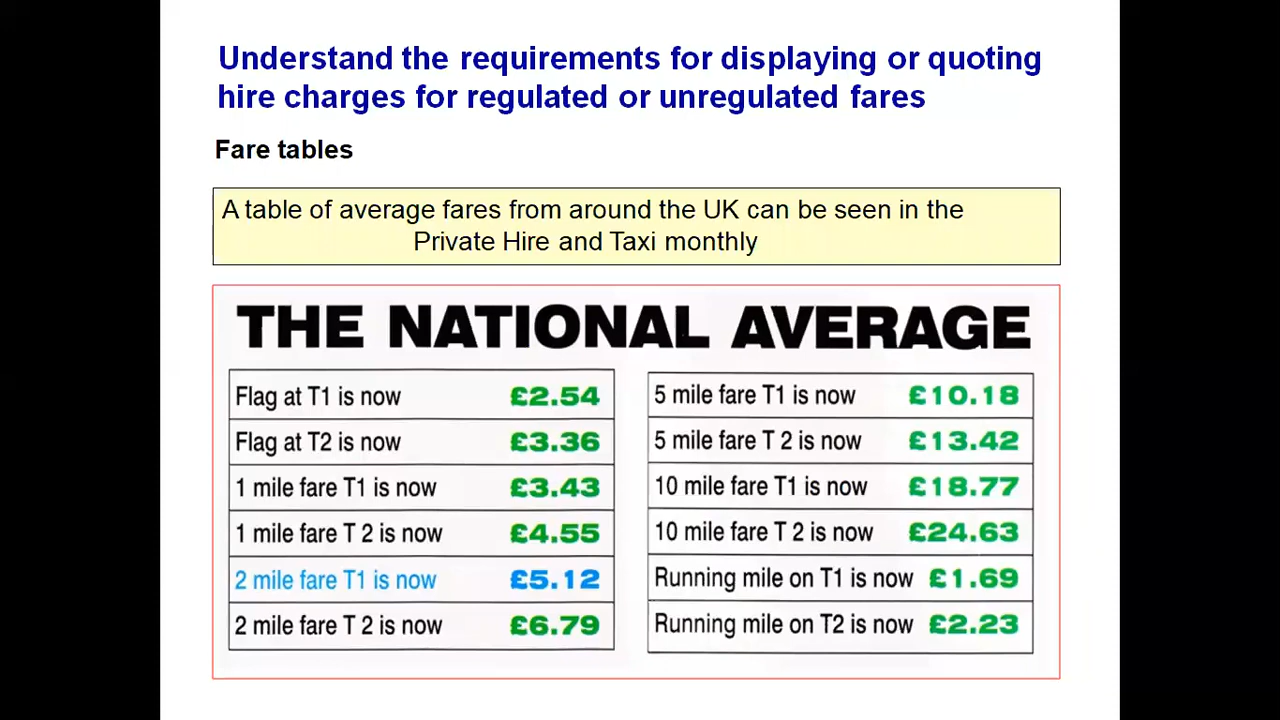 Understand the requirements for displaying or quoting
hire charges for regulated or unregulated fares
Fare tables
A table of average fares from around the UK can be seen in the
Private Hire and Taxi monthly
THE NATIONAL AVERAGE
Flag at T1 is now £2.54
Flag at T2 is now £3.36
1 mile fare T1 is now £3.43
1 mile fare T 2 is now £4.55
2 mile fare T1 is now £5.12
2 mile fare T 2 is now £6.79
5 mile fare T1 is now £10.18
5 mile fare T 2 is now £13.42
10 mile fare T1 is now £18.77
10 mile fare T 2 is now £24.63
Running mile on T1 is now £1.69
Running mile on T2 is now £2.23